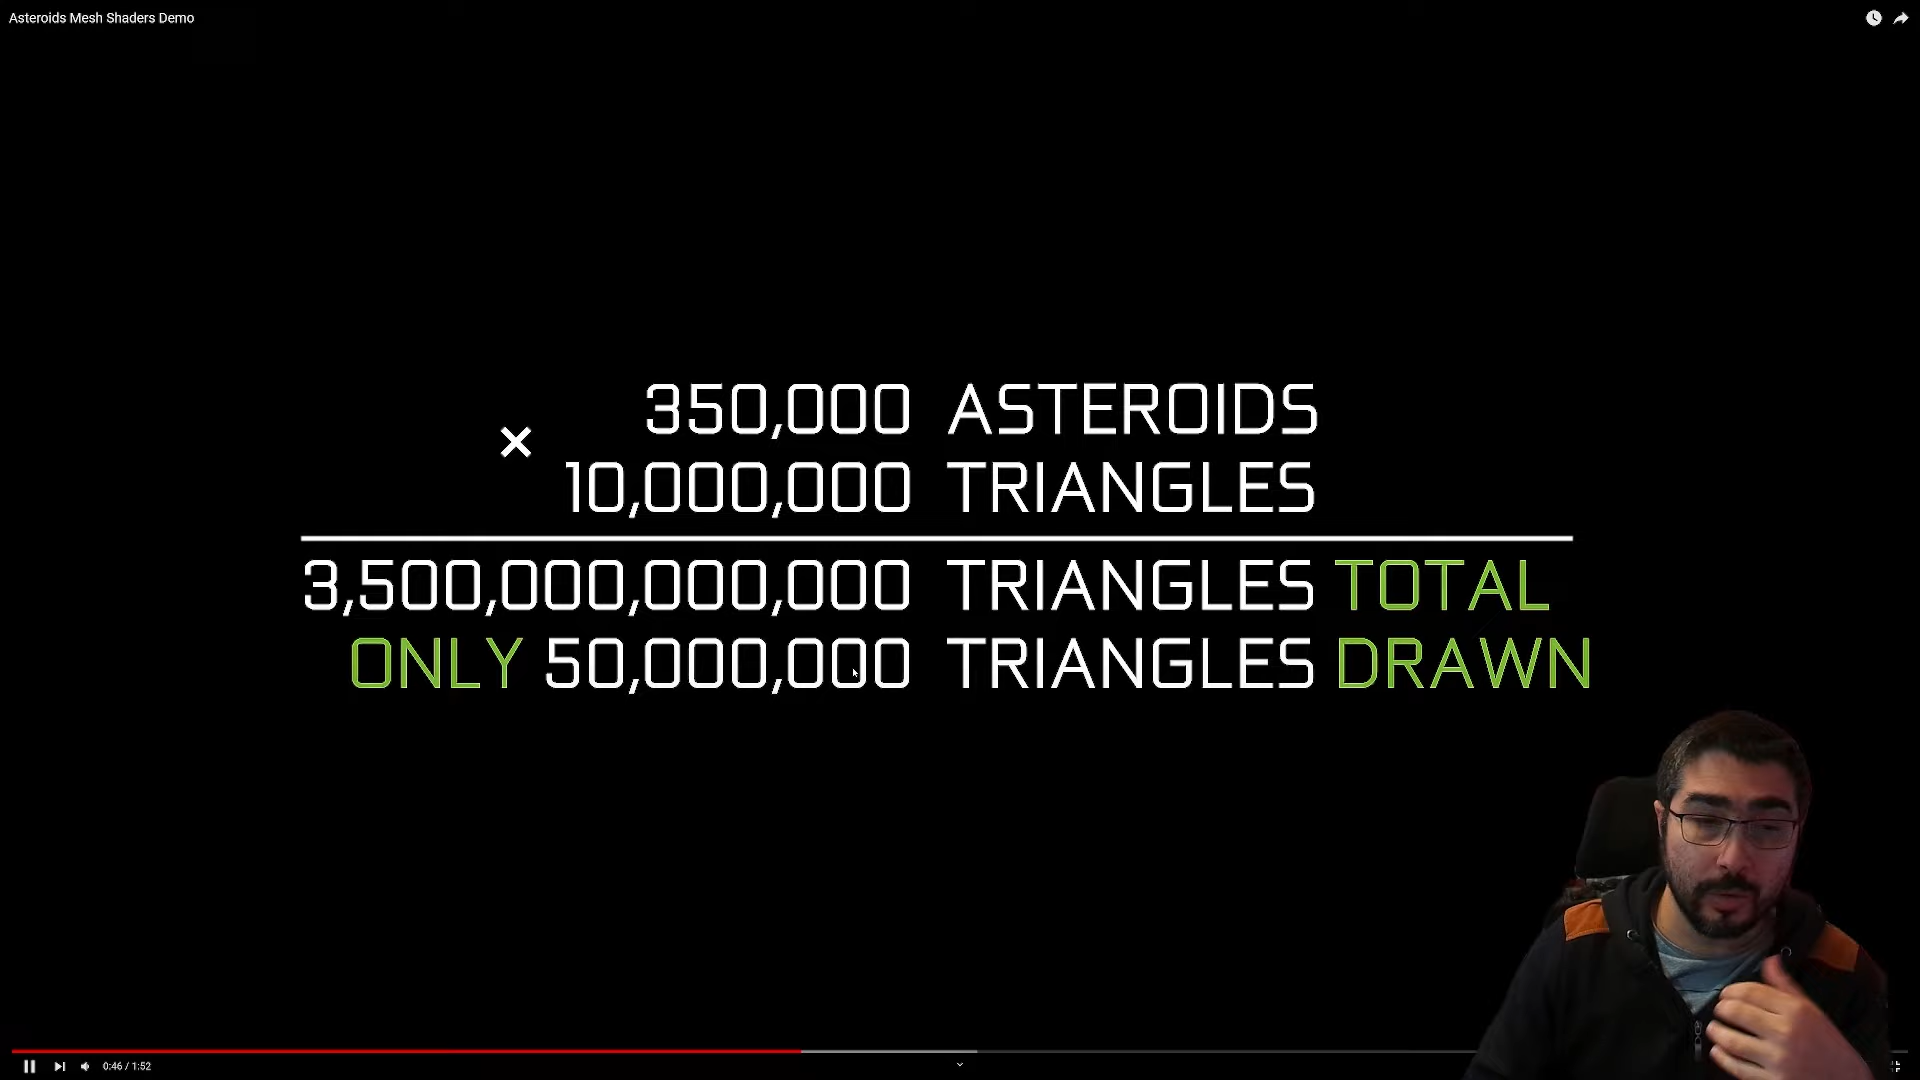 Asteroids Mesh Shaders Demo
350,000 ASTEROIDS
×
10,000,000 TRIANGLES
3,500,000,000,000 TRIANGLES TOTAL
ONLY 50,000,000 TRIANGLES DRAWN
0:46 / 1:52